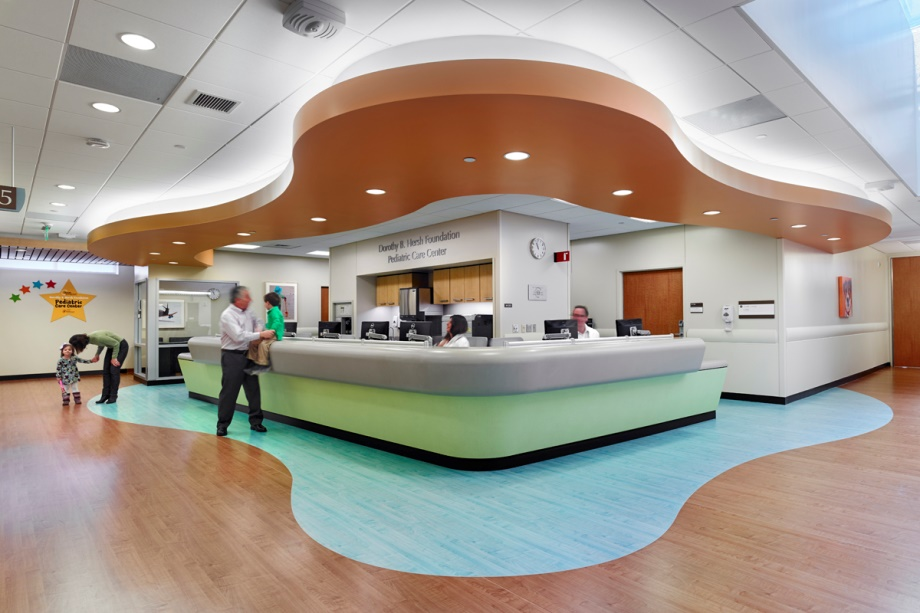 5
Dorothy B. Hersh Foundation
Pediatric Care Center
Pediatric
Care Center